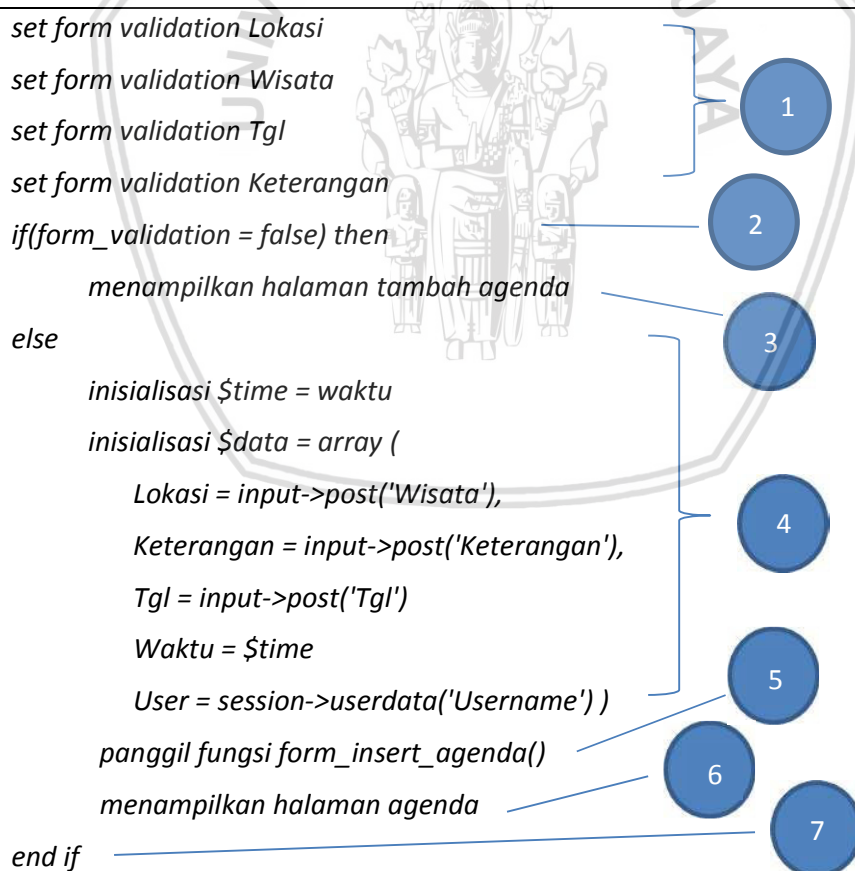 set form validation Lokasi
set form validation Wisata
set form validation Tgl
set form validation Keterangan
1
if(form_validation = false) then
2
menampilkan halaman tambah agenda
3
else
inisialisasi $time = waktu
inisialisasi $data = array (
Lokasi = input->post('Wisata'),
Keterangan = input->post('Keterangan'),
Tgl = input->post('Tgl')
Waktu = $time
User = session->userdata('Username') )
4
panggil fungsi form_insert_agenda()
5
menampilkan halaman agenda
6
end if
7